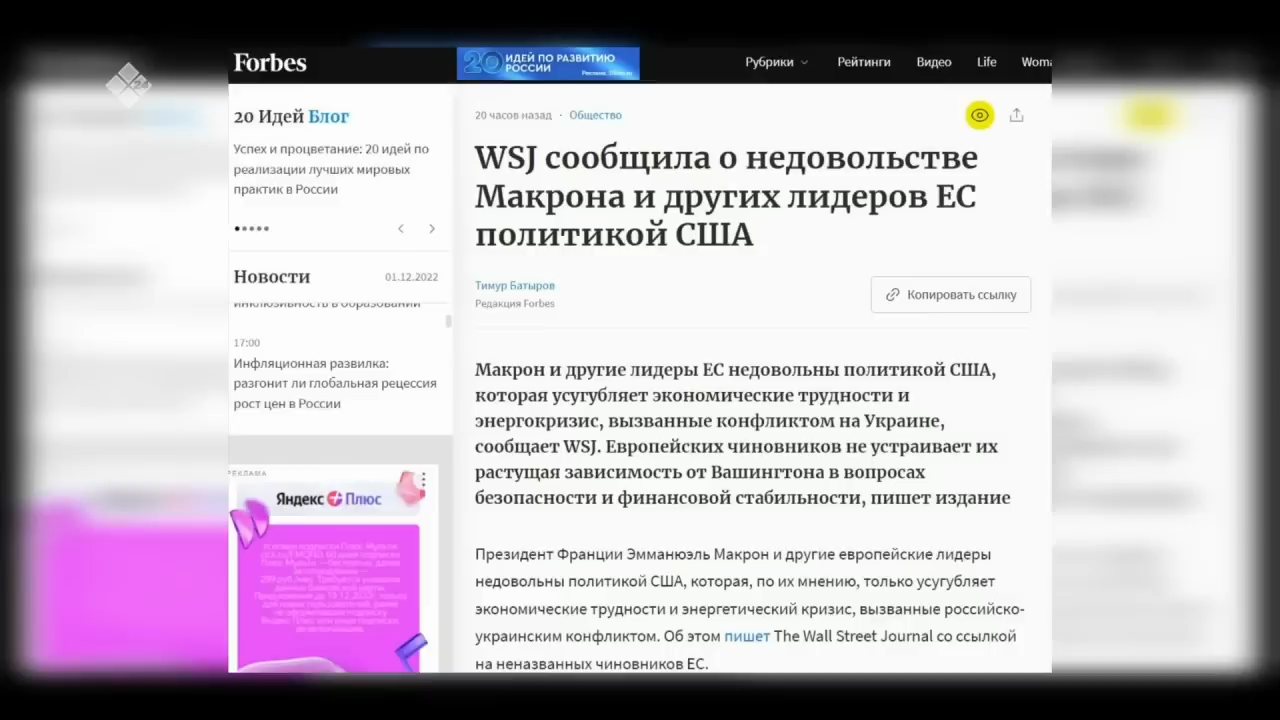 Forbes
20 ИДЕЙ ПО РАЗВИТИЮ
РОССИИ
Рубрики
Рейтинги
Видео
Life
Woma
20 Идей Блог
Успех и процветание: 20 идей по
реализации лучших мировых
практик в России
Новости
01.12.2022
инклюзивность в образовании
17:00
Инфляционная развилка:
разгонит ли глобальная рецессия
рост цен в России
РЕКЛАМА
Яндекс Плюс
20 часов назад · Общество
WSJ сообщила о недовольстве
Макрона и других лидеров ЕС
политикой США
Тимур Батыров
Редакция Forbes
Копировать ссылку
Макрон и другие лидеры ЕС недовольны политикой США,
которая усугубляет экономические трудности и
энергокризис, вызванные конфликтом на Украине,
сообщает WSJ. Европейских чиновников не устраивает их
растущая зависимость от Вашингтона в вопросах
безопасности и финансовой стабильности, пишет издание
Президент Франции Эммануэль Макрон и другие европейские лидеры
недовольны политикой США, которая, по их мнению, только усугубляет
экономические трудности и энергетический кризис, вызванные российско-
украинским конфликтом. Об этом пишет The Wall Street Journal со ссылкой
на неназванных чиновников ЕС.